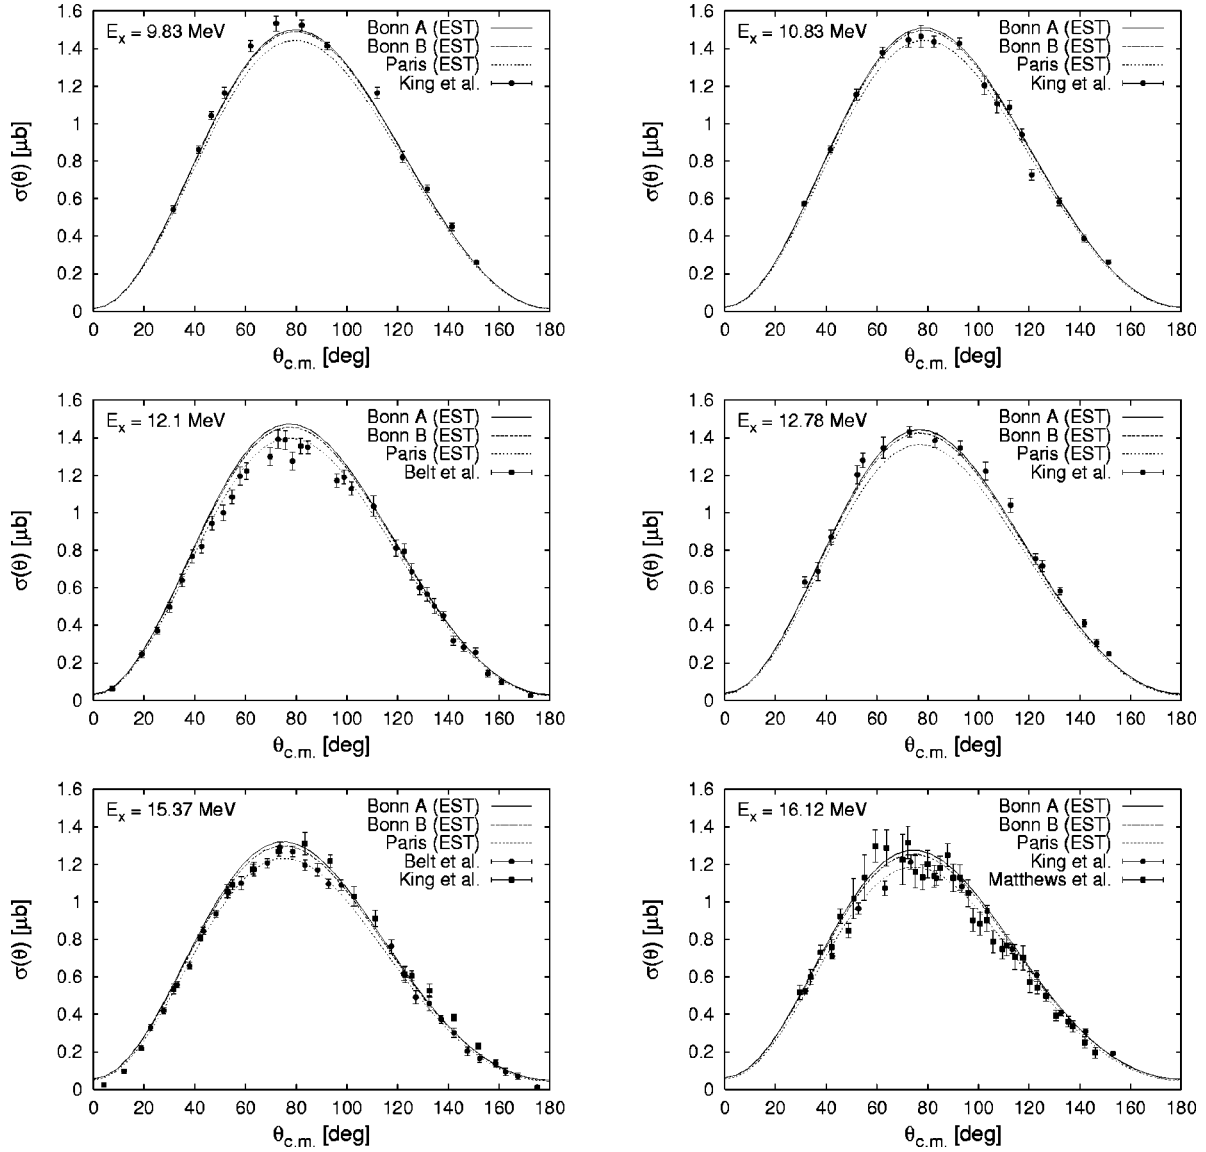 E_x = 9.83 MeV
Bonn A (EST)
Bonn B (EST)
Paris (EST)
King et al.
σ(θ) [μb]
1.6
1.4
1.2
1
0.8
0.6
0.4
0.2
0
0 20 40 60 80 100 120 140 160 180
θ_c.m. [deg]
E_x = 10.83 MeV
Bonn A (EST)
Bonn B (EST)
Paris (EST)
King et al.
σ(θ) [μb]
1.6
1.4
1.2
1
0.8
0.6
0.4
0.2
0
0 20 40 60 80 100 120 140 160 180
θ_c.m. [deg]
E_x = 12.1 MeV
Bonn A (EST)
Bonn B (EST)
Paris (EST)
Belt et al.
σ(θ) [μb]
1.6
1.4
1.2
1
0.8
0.6
0.4
0.2
0
0 20 40 60 80 100 120 140 160 180
θ_c.m. [deg]
E_x = 12.78 MeV
Bonn A (EST)
Bonn B (EST)
Paris (EST)
King et al.
σ(θ) [μb]
1.6
1.4
1.2
1
0.8
0.6
0.4
0.2
0
0 20 40 60 80 100 120 140 160 180
θ_c.m. [deg]
E_x = 15.37 MeV
Bonn A (EST)
Bonn B (EST)
Paris (EST)
Belt et al.
King et al.
σ(θ) [μb]
1.6
1.4
1.2
1
0.8
0.6
0.4
0.2
0
0 20 40 60 80 100 120 140 160 180
θ_c.m. [deg]
E_x = 16.12 MeV
Bonn A (EST)
Bonn B (EST)
Paris (EST)
King et al.
Matthews et al.
σ(θ) [μb]
1.6
1.4
1.2
1
0.8
0.6
0.4
0.2
0
0 20 40 60 80 100 120 140 160 180
θ_c.m. [deg]